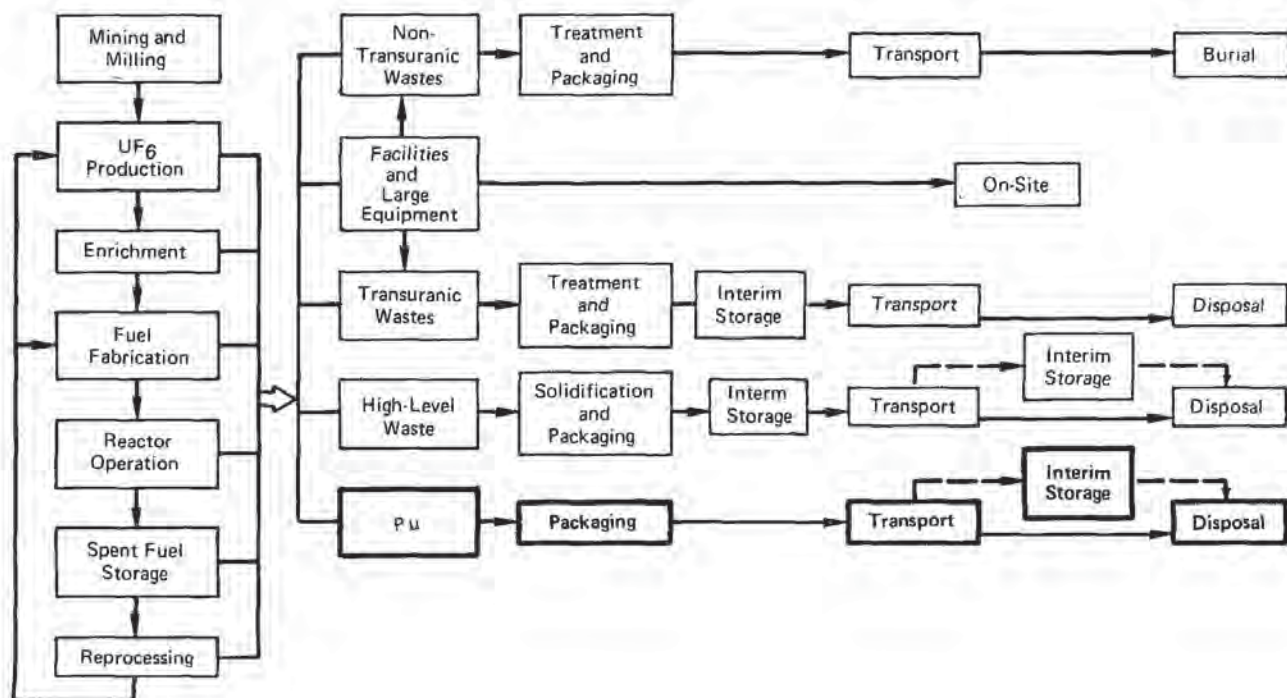 Mining and
Milling
UF6
Production
Enrichment
Fuel
Fabrication
Reactor
Operation
Spent Fuel
Storage
Reprocessing
Non-
Transuranic
Wastes
Treatment
and
Packaging
Transport
Burial
Facilities
and
Large
Equipment
On-Site
Transuranic
Wastes
Treatment
and
Packaging
Interim
Storage
Transport
Disposal
High-Level
Waste
Solidification
and
Packaging
Interm
Storage
Transport
Interim
Storage
Disposal
Pu
Packaging
Transport
Interim
Storage
Disposal